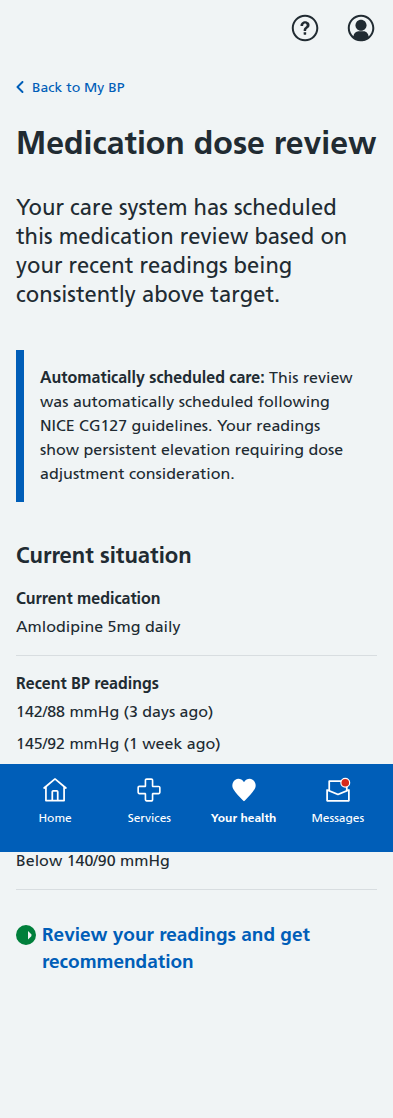 ?
Back to My BP
Medication dose review
Your care system has scheduled
this medication review based on
your recent readings being
consistently above target.
Automatically scheduled care: This review
was automatically scheduled following
NICE CG127 guidelines. Your readings
show persistent elevation requiring dose
adjustment consideration.
Current situation
Current medication
Amlodipine 5mg daily
Recent BP readings
142/88 mmHg (3 days ago)
145/92 mmHg (1 week ago)
Home Services Your health Messages
Below 140/90 mmHg
Review your readings and get
recommendation